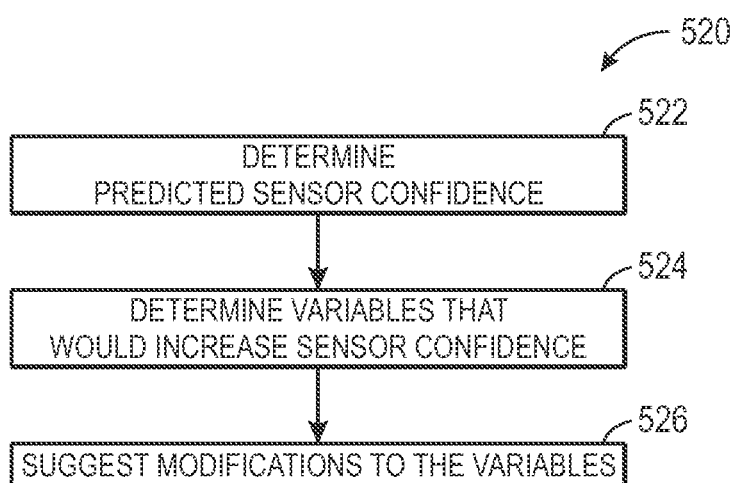 520
522
DETERMINE
PREDICTED SENSOR CONFIDENCE
524
DETERMINE VARIABLES THAT
WOULD INCREASE SENSOR CONFIDENCE
526
SUGGEST MODIFICATIONS TO THE VARIABLES